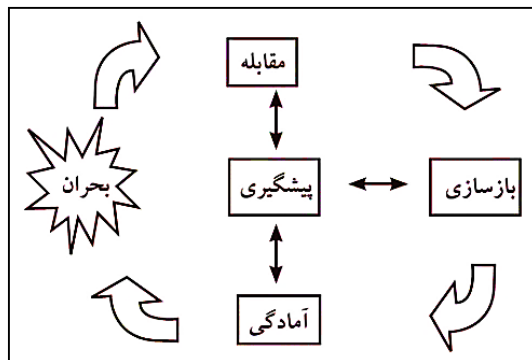 مقابله
بحران
پیشگیری
بازسازی
آمادگی